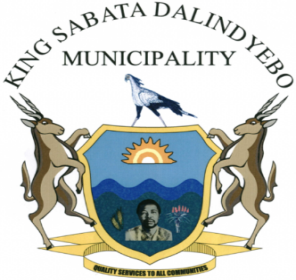 KING SABATA DALINDYEBO
MUNICIPALITY
QUALITY SERVICES TO ALL COMMUNITIES